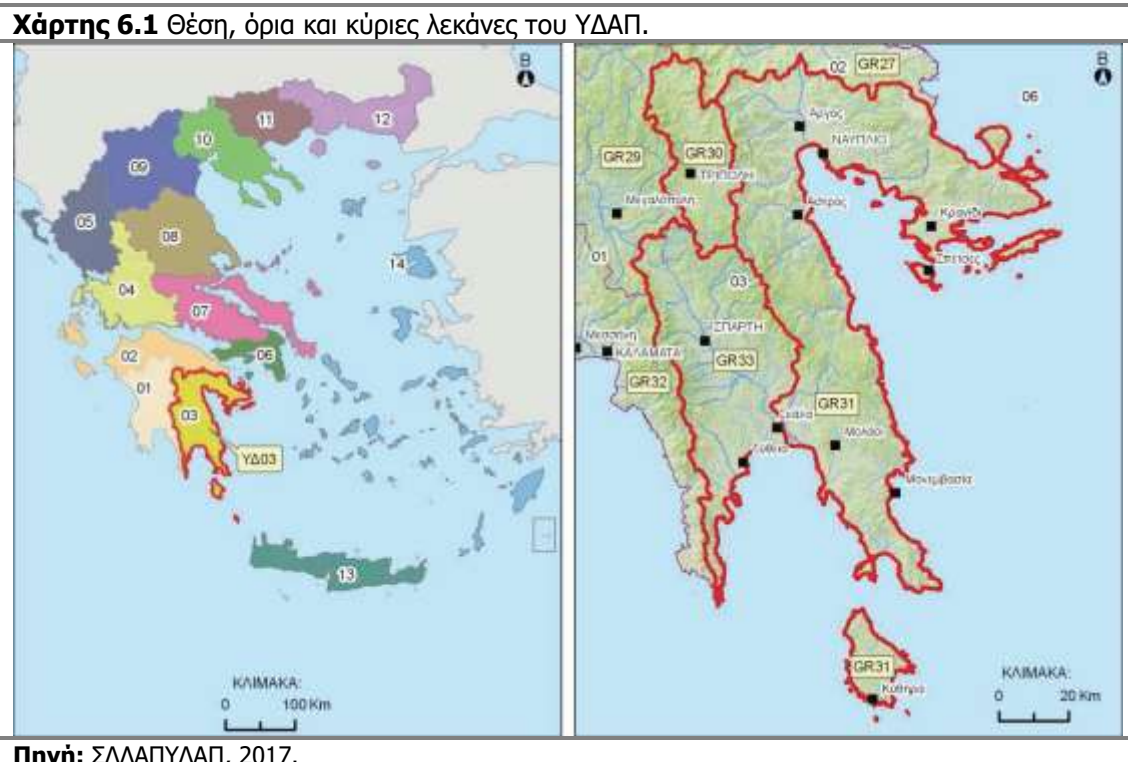 Χάρτης 6.1 Θέση, όρια και κύριες λεκάνες του ΥΔΑΠ.
Β
11
12
10
09
05
08
14
04
07
02
06
01
03
ΥΔ03
13
ΚΛΙΜΑΚΑ:
0 100 Km
Β
02 GR27
06
Άργος
ΝΑΥΠΛΙΟ
GR29
GR30
ΤΡΙΠΟΛΗ
Μεγαλόπολη
Άστρος
Κρανίδι
01
Σπέτσες
03
ΣΠΑΡΤΗ
Μεσσήνη
ΚΑΛΑΜΑΤΑ
GR33
GR32
GR31
Σκάλα
Μολάοι
Γύθειο
Μονεμβασία
GR31
Κύθηρα
ΚΛΙΜΑΚΑ:
0 20 Km
Πηγή: ΣΛΛΑΠΥΛΑΠ, 2017.